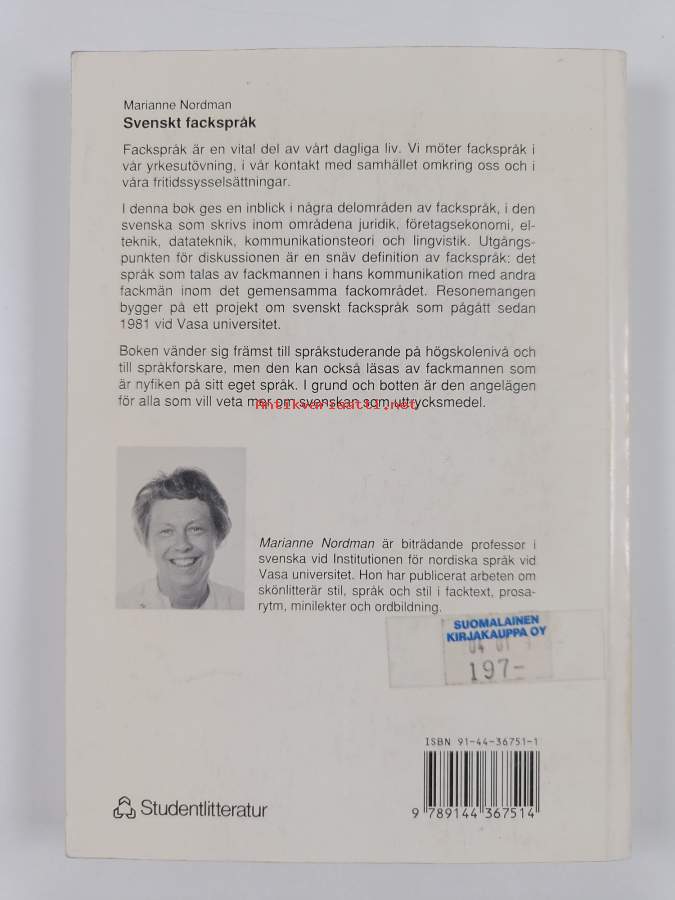 Marianne Nordman
Svenskt fackspråk
Fackspråk är en vital del av vårt dagliga liv. Vi möter fackspråk i
vår yrkesutövning, i vår kontakt med samhället omkring oss och i
våra fritidssysselsättningar.
I denna bok ges en inblick i några delområden av fackspråk, i den
svenska som skrivs inom områdena juridik, företagsekonomi, el-
teknik, datateknik, kommunikationsteori och lingvistik. Utgångs-
punkten för diskussionen är en snäv definition av fackspråk: det
språk som talas av fackmannen i hans kommunikation med andra
fackmän inom det gemensamma fackområdet. Resonemangen
bygger på ett projekt om svenskt fackspråk som pågått sedan
1981 vid Vasa universitet.
Boken vänder sig främst till språkstuderande på högskolenivå och
till språkforskare, men den kan också läsas av fackmannen som
är nyfiken på sitt eget språk. I grund och botten är den angelägen
för alla som vill veta mer om svenskan som uttrycksmedel.
Antikvariaatti.net
Marianne Nordman är biträdande professor i
svenska vid Institutionen för nordiska språk vid
Vasa universitet. Hon har publicerat arbeten om
skönlitterär stil, språk och stil i facktext, prosa-
rytm, minilekter och ordbildning.
SUOMALAINEN
KIRJAKAUPPA OY
04 01
197-
ISBN 91-44-36751-1
9 789144 367514
Studentlitteratur